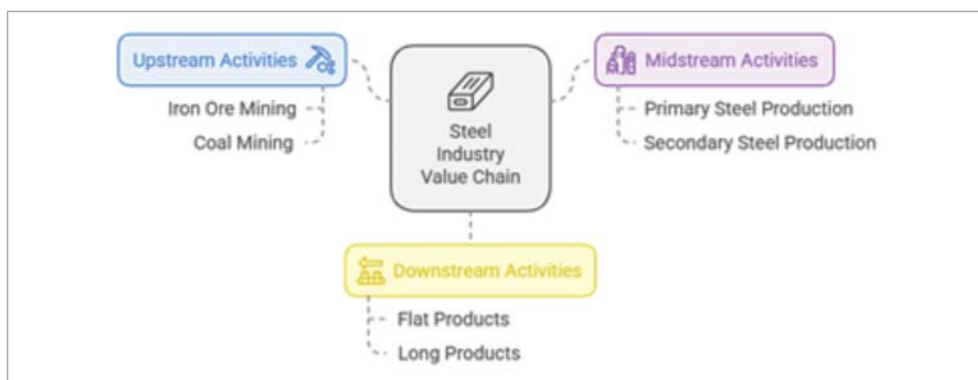 Upstream Activities
Iron Ore Mining
Coal Mining
Steel
Industry
Value Chain
Midstream Activities
Primary Steel Production
Secondary Steel Production
Downstream Activities
Flat Products
Long Products